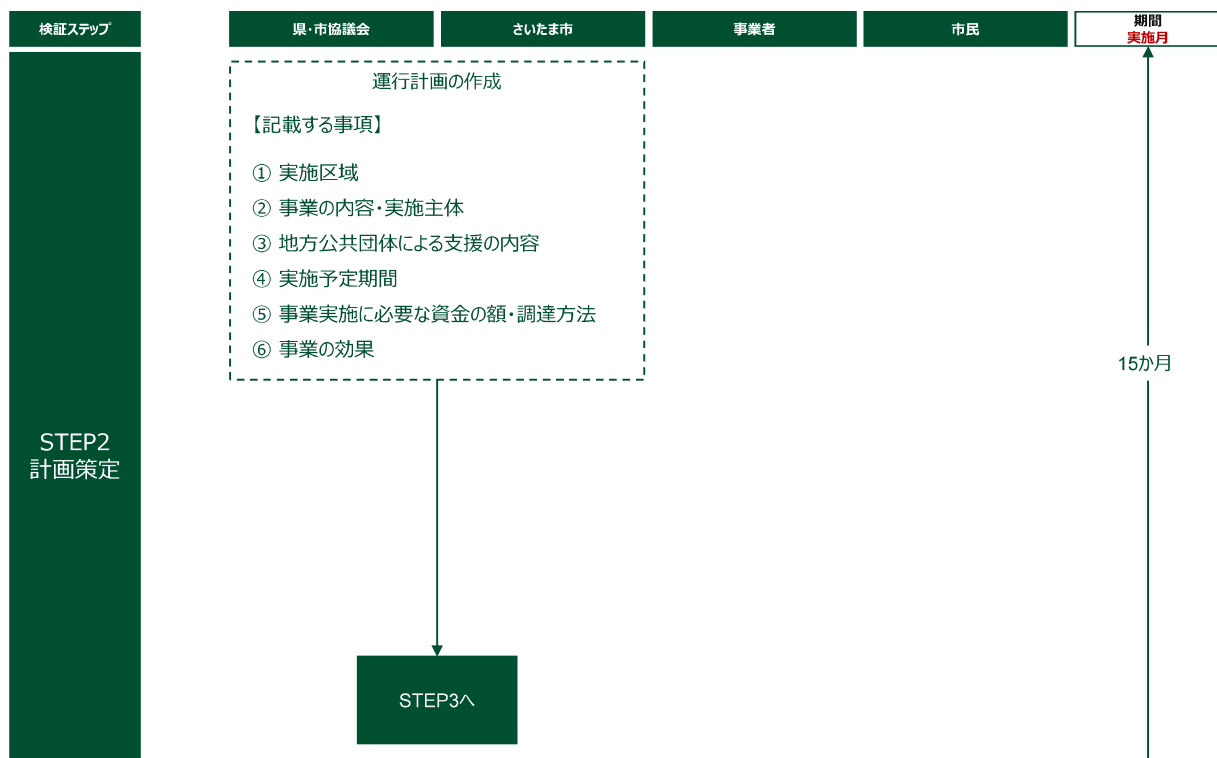 検証ステップ
県・市協議会
さいたま市
事業者
市民
期間
実施月
運行計画の作成
【記載する事項】
① 実施区域
② 事業の内容・実施主体
③ 地方公共団体による支援の内容
④ 実施予定期間
⑤ 事業実施に必要な資金の額・調達方法
⑥ 事業の効果
15か月
STEP2
計画策定
STEP3へ